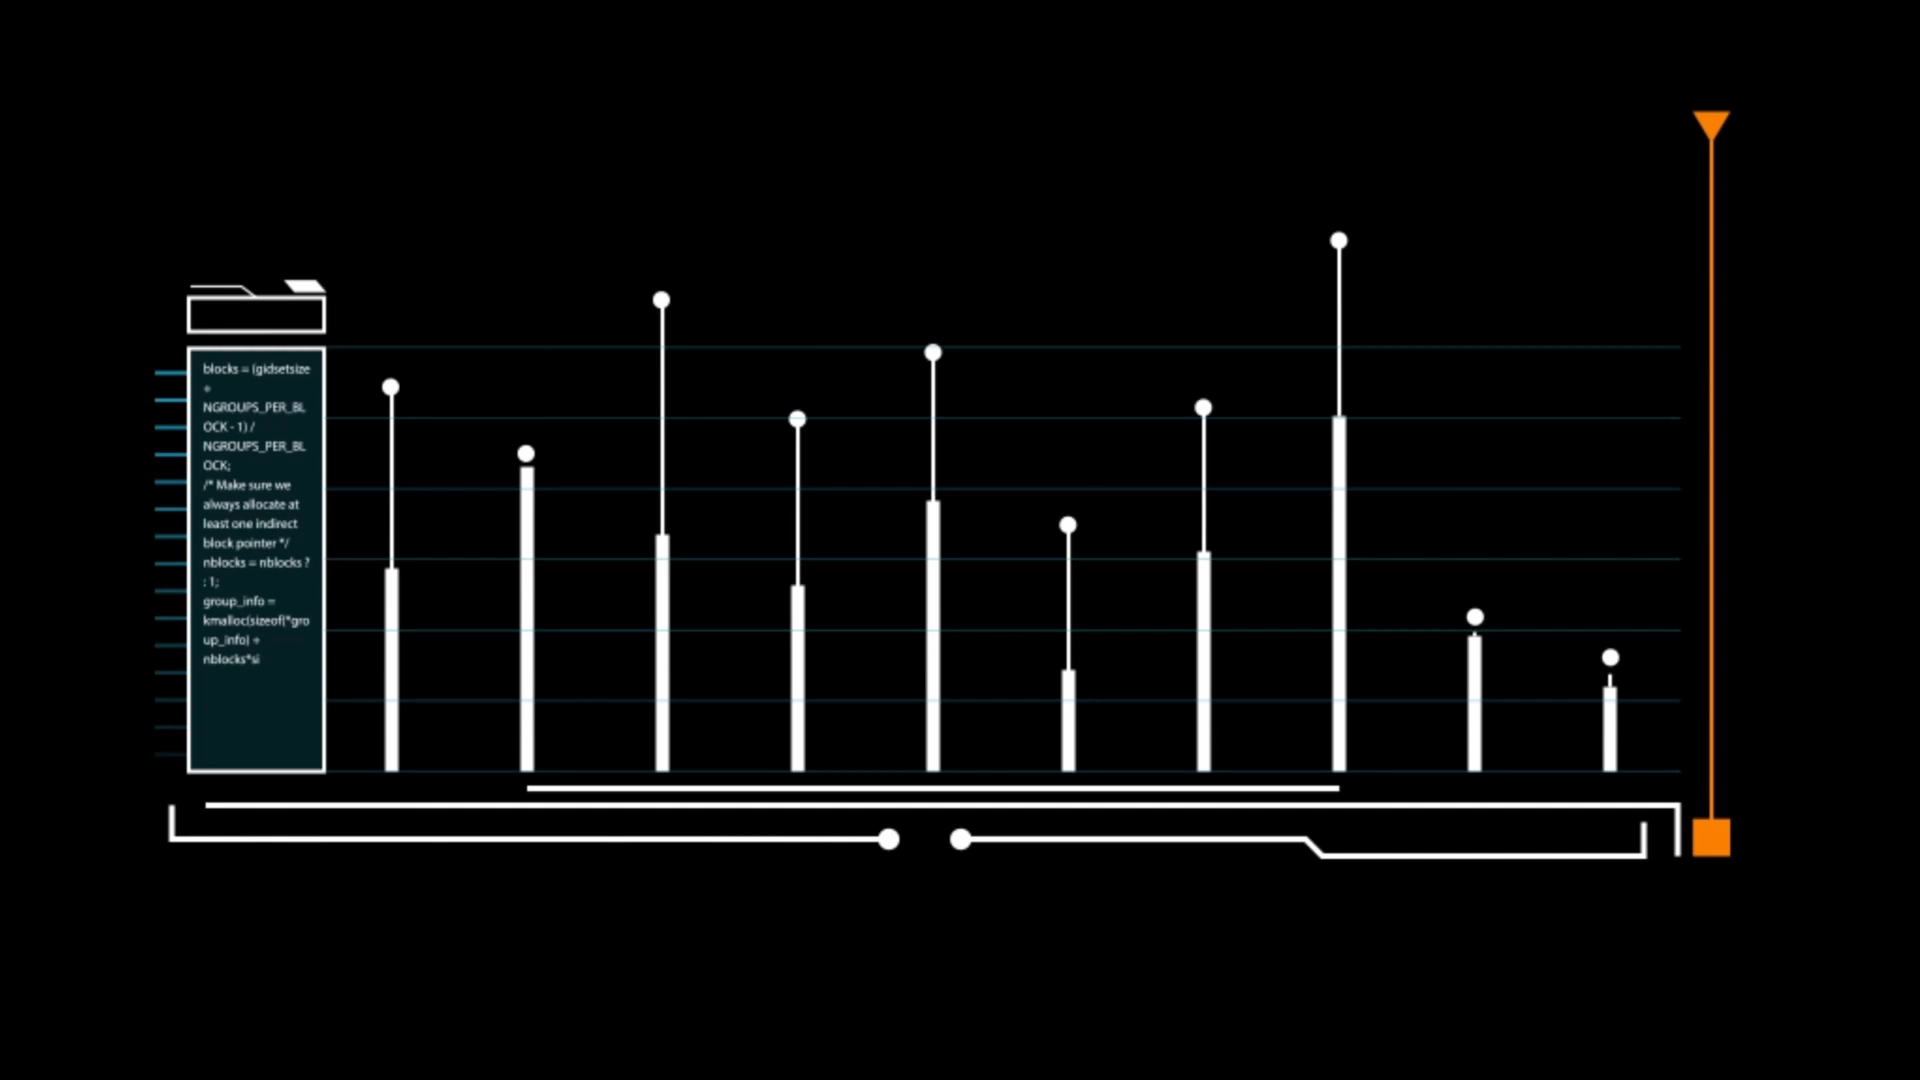 blocks = (gidsetsize
+
NGROUPS_PER_BL
OCK - 1) /
NGROUPS_PER_BL
OCK;
/* Make sure we
always allocate at
least one indirect
block pointer */
nblocks = nblocks ?
: 1;
group_info =
kmalloc(sizeof(*gro
up_info) +
nblocks*si